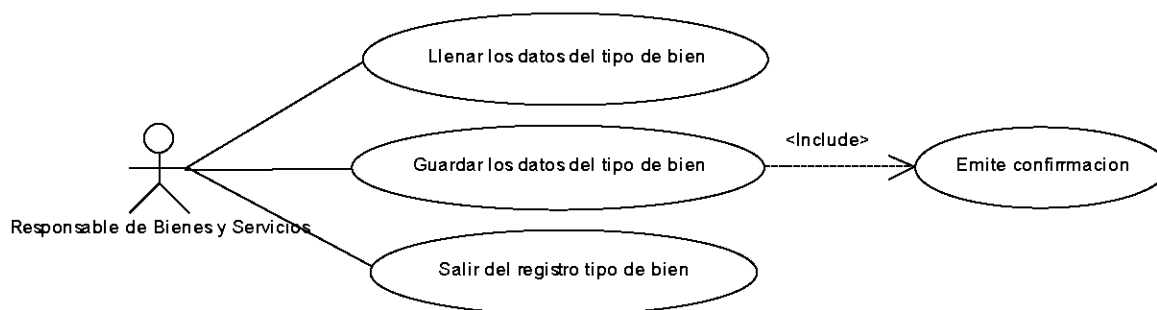 Llenar los datos del tipo de bien
<Include>
Guardar los datos del tipo de bien
Emite confirrmacion
Responsable de Bienes y Servicios
Salir del registro tipo de bien